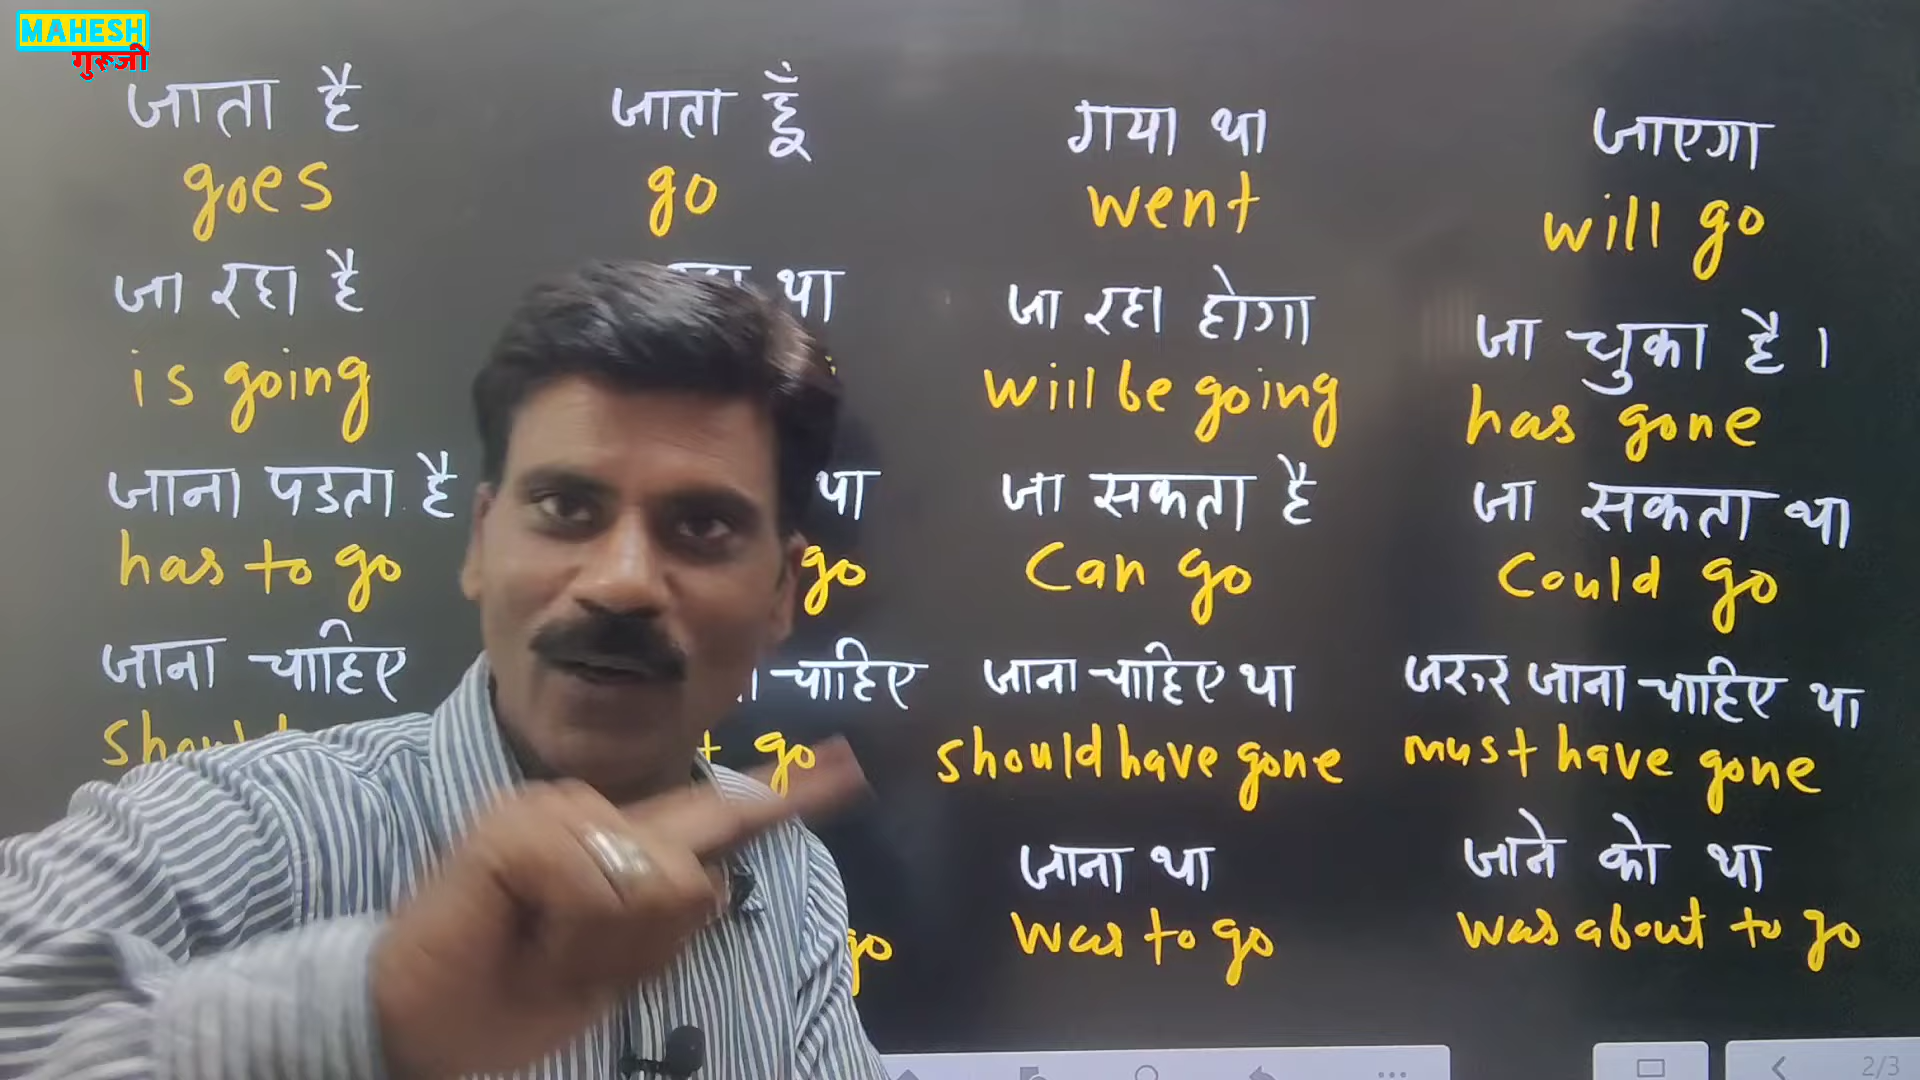 MAHESH
गुरूजी
जाता है
जाता हूँ
गया था
जाएगा
goes
go
went
will go
जा रहा है
था
जा रहा होगा
जा चुका है।
is going
will be going
has gone
जाना पडता है
था
जा सकता है
जा सकता था
has to go
go
can go
could go
जाना चाहिए
चाहिए
जाना चाहिए था
जरुर जाना चाहिए था
go
should have gone
must have gone
जाना था
जाने को था
go
was to go
was about to go
2/3